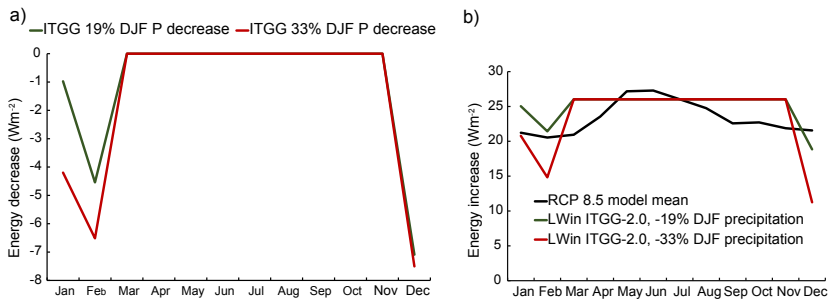 a)
ITGG 19% DJF P decrease
ITGG 33% DJF P decrease
Energy decrease (Wm-2)
0
-1
-2
-3
-4
-5
-6
-7
-8
Jan Feb Mar Apr May Jun Jul Aug Sep Oct Nov Dec
b)
Energy increase (Wm-2)
30
25
20
15
10
5
0
RCP 8.5 model mean
LWin ITGG-2.0, -19% DJF precipitation
LWin ITGG-2.0, -33% DJF precipitation
Jan Feb Mar Apr May Jun Jul Aug Sep Oct Nov Dec